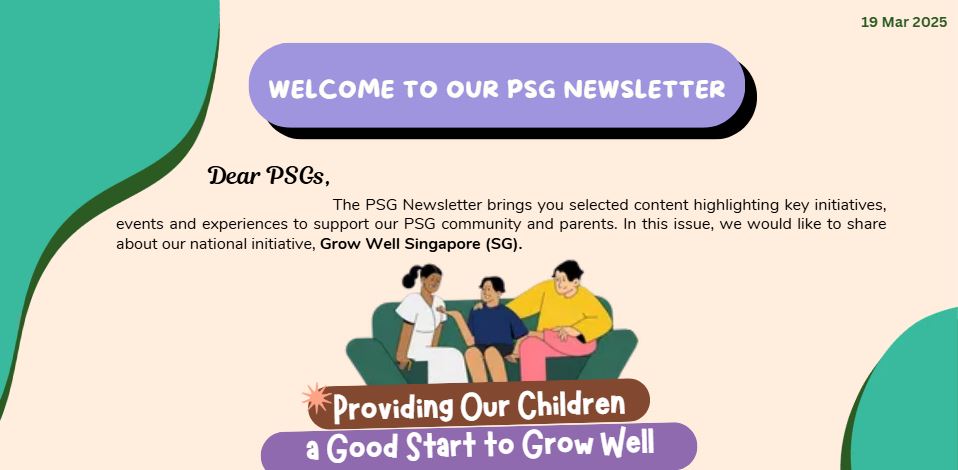 19 Mar 2025
WELCOME TO OUR PSG NEWSLETTER
Dear PSGs,
The PSG Newsletter brings you selected content highlighting key initiatives,
events and experiences to support our PSG community and parents. In this issue, we would like to share
about our national initiative, Grow Well Singapore (SG).
Providing Our Children
a Good Start to Grow Well